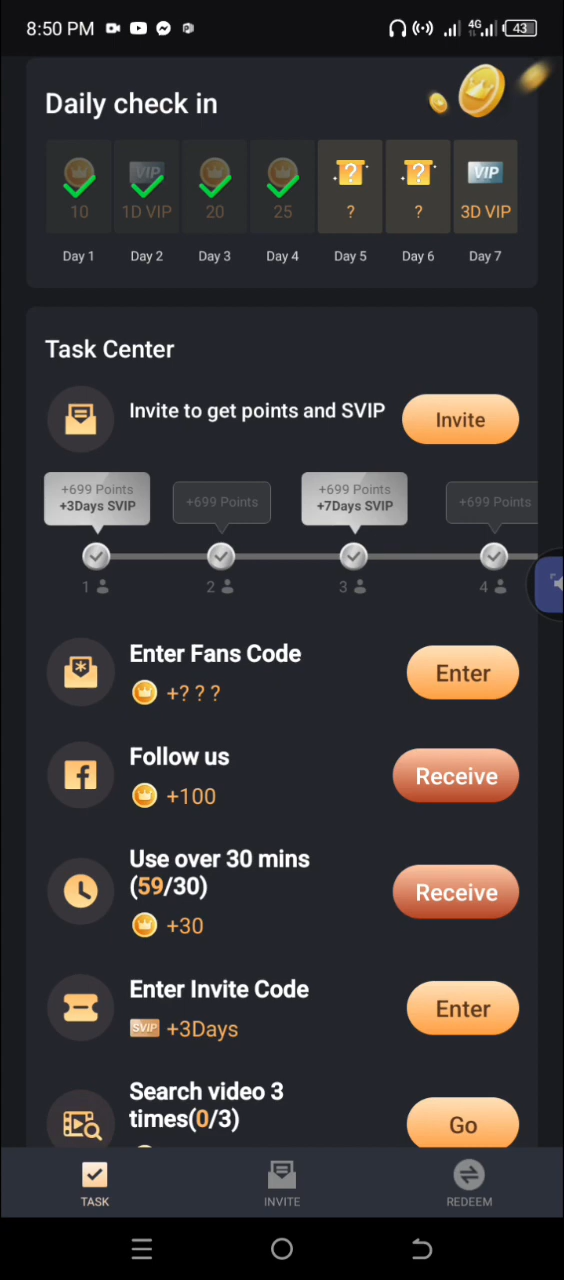 8:50 PM
4G
43
Daily check in
VIP
VIP
10
1D VIP
20
25
?
?
3D VIP
Day 1
Day 2
Day 3
Day 4
Day 5
Day 6
Day 7
Task Center
Invite to get points and SVIP
Invite
+699 Points
+3Days SVIP
+699 Points
+699 Points
+7Days SVIP
+699 Points
1
2
3
4
Enter Fans Code
+? ? ?
Enter
Follow us
+100
Receive
Use over 30 mins
(59/30)
+30
Receive
Enter Invite Code
SVIP +3Days
Enter
Search video 3
times(0/3)
Go
TASK
INVITE
REDEEM